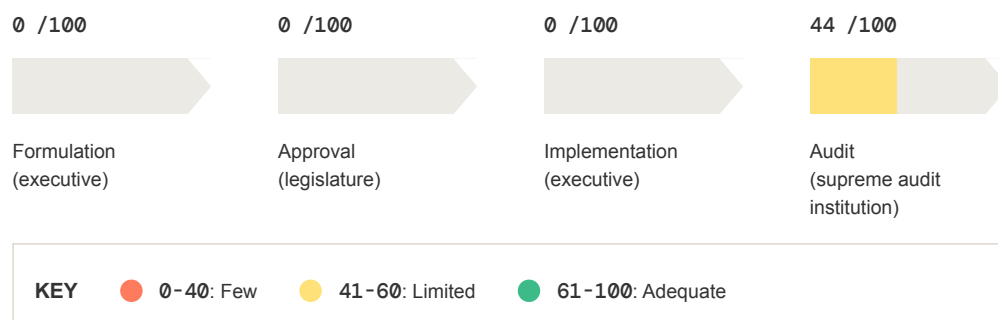 0 /100
0 /100
0 /100
44 /100
Formulation
(executive)
Approval
(legislature)
Implementation
(executive)
Audit
(supreme audit
institution)
KEY
0-40: Few
41-60: Limited
61-100: Adequate